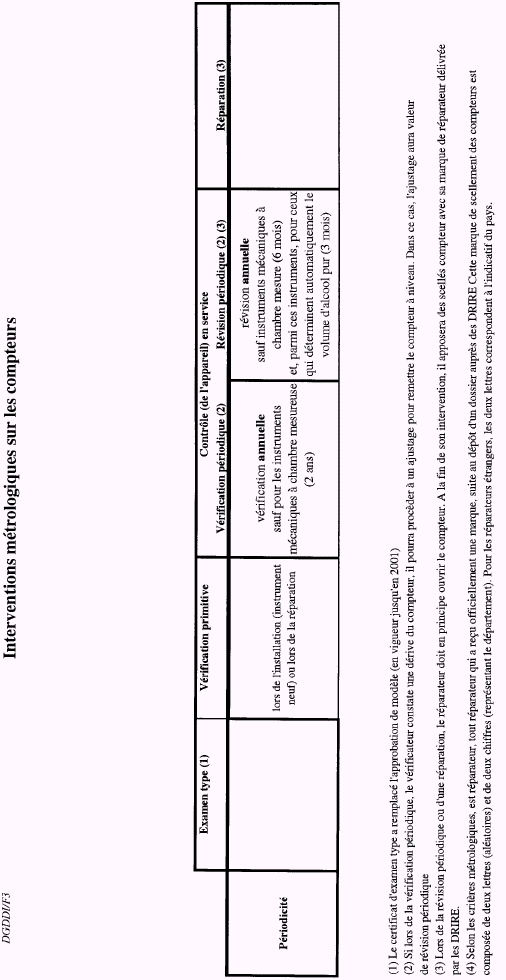 DGDDI/F3
Interventions métrologiques sur les compteurs
Examen type (1)
Vérification primitive
Contrôle (de l'appareil) en service
Vérification périodique (2)
Révision périodique (2) (3)
Réparation (3)
Périodicité
lors de l'installation (instrument
neuf) ou lors de la réparation
vérification annuelle
sauf pour les instruments
mécaniques à chambre mesureuse
(2 ans)
révision annuelle
sauf instruments mécaniques à
chambre mesure (6 mois)
et, parmi ces instruments, pour ceux
qui déterminent automatiquement le
volume d'alcool pur (3 mois)
(1) Le certificat d'examen type a remplacé l'approbation de modèle (en vigueur jusqu'en 2001)
(2) Si lors de la vérification périodique, le vérificateur constate une dérive du compteur, il pourra procéder à un ajustage pour remettre le compteur à niveau. Dans ce cas, l'ajustage aura valeur
de révision périodique
(3) Lors de la révision périodique ou d'une réparation, le réparateur doit en principe ouvrir le compteur. A la fin de son intervention, il apposera des scellés compteur avec sa marque de réparateur délivrée
par les DRIRE.
(4) Selon les critères métrologiques, est réparateur, tout réparateur qui a reçu officiellement une marque, suite au dépôt d'un dossier auprès des DRIRE Cette marque de scellement des compteurs est
composée de deux lettres (aléatoires) et de deux chiffres (représentant le département). Pour les réparateurs étrangers, les deux lettres correspondent à l'indicatif du pays.